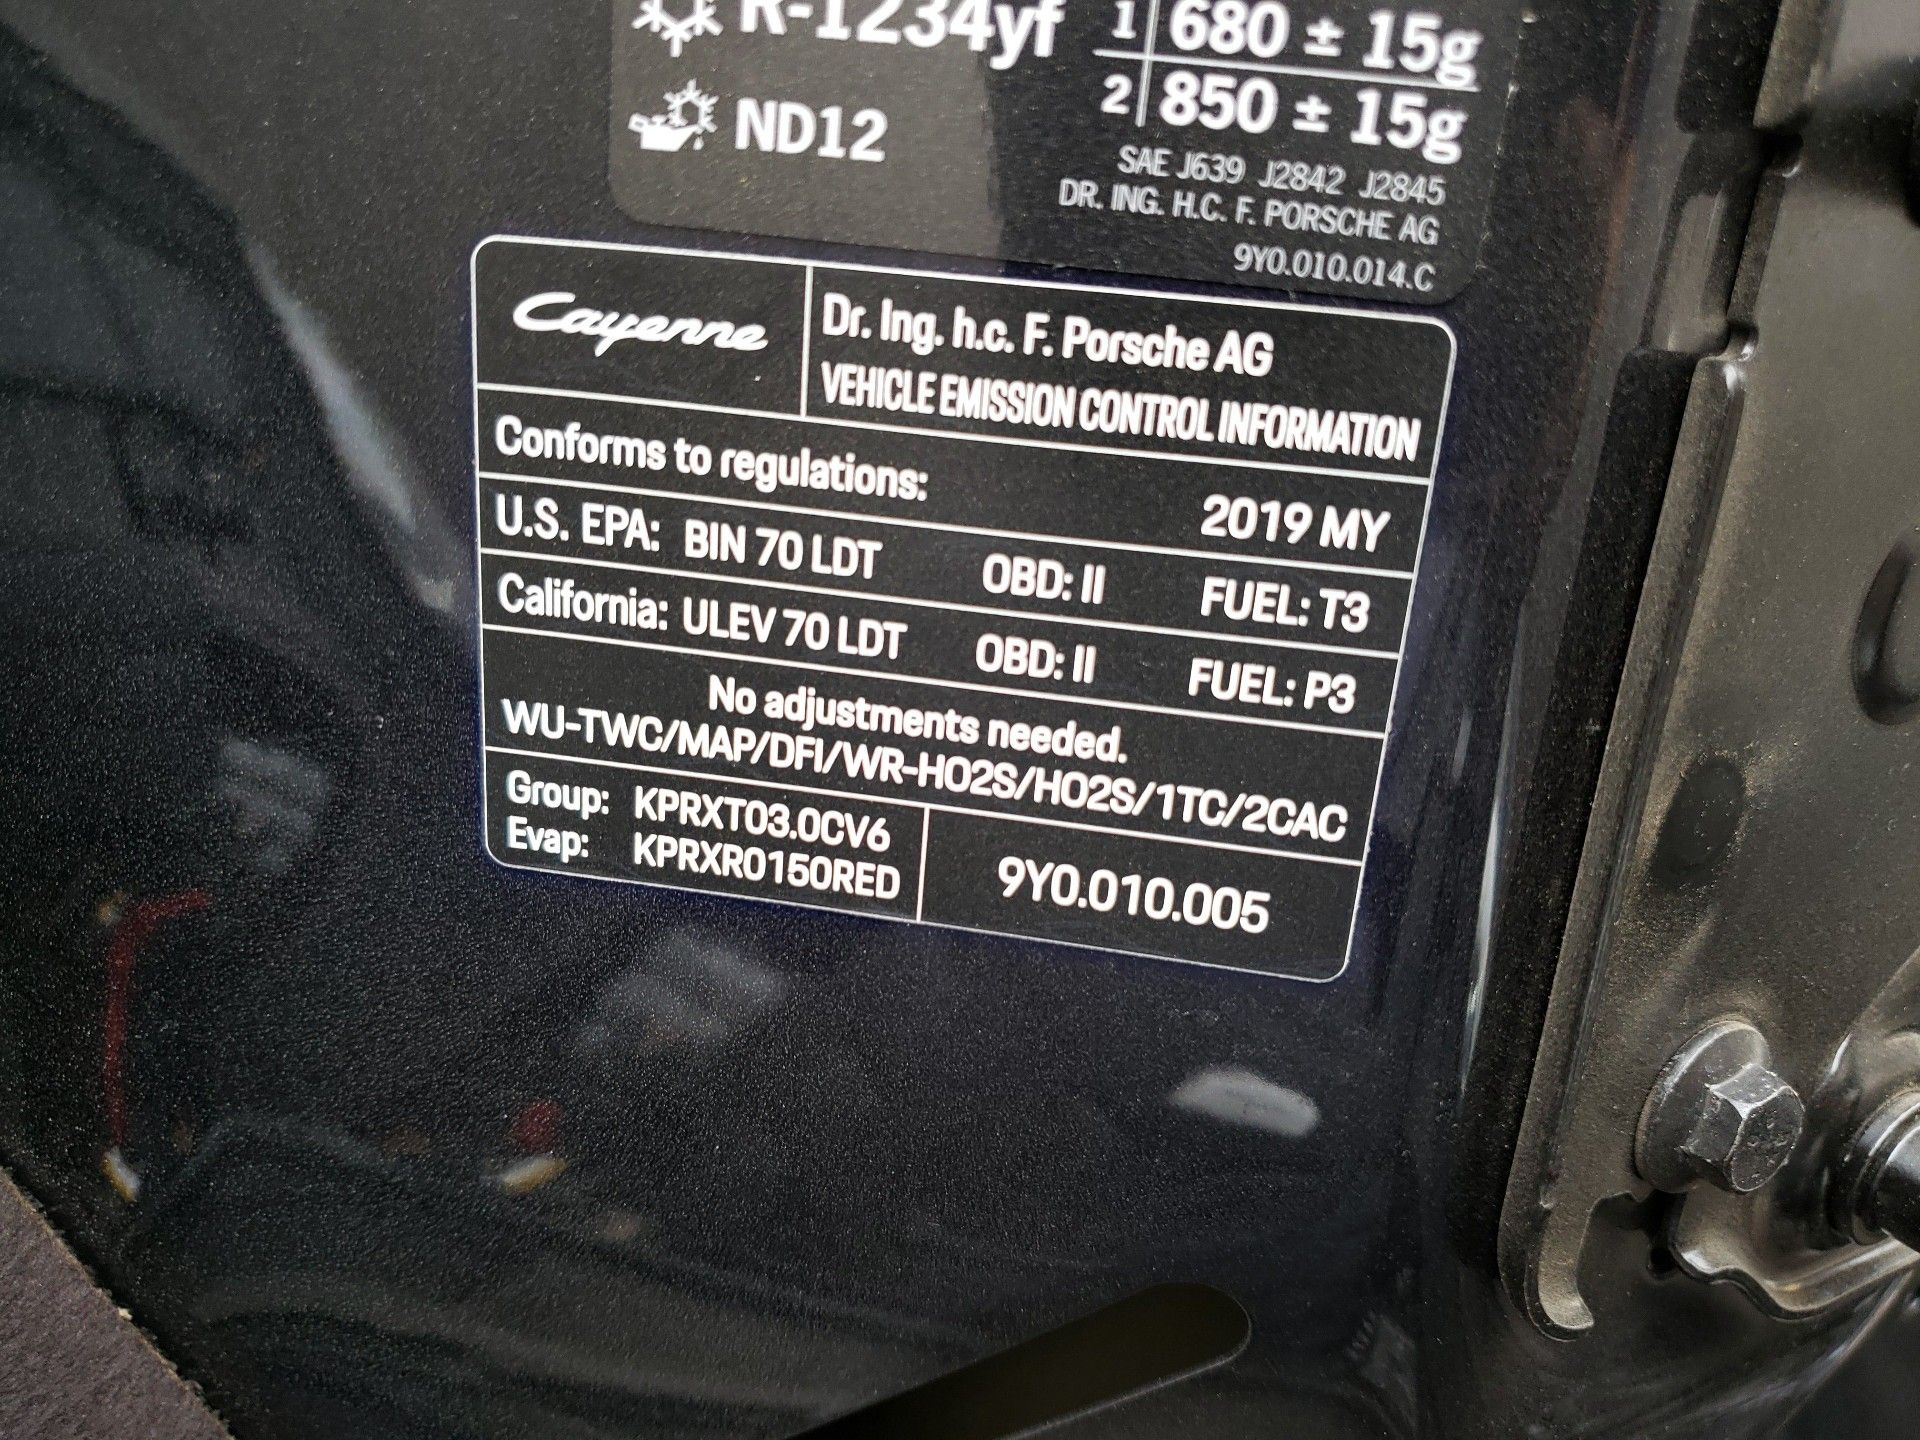 R-1234yf 1 680 ± 15g
2 850 ± 15g
ND12
SAE J639 J2842 J2845
DR. ING. H.C. F. PORSCHE AG
9Y0.010.014.C
Cayenne
Dr. Ing. h.c. F. Porsche AG
VEHICLE EMISSION CONTROL INFORMATION
Conforms to regulations: 2019 MY
U.S. EPA: BIN 70 LDT OBD: II FUEL: T3
California: ULEV 70 LDT OBD: II FUEL: P3
No adjustments needed.
WU-TWC/MAP/DFI/WR-HO2S/HO2S/1TC/2CAC
Group: KPRXT03.0CV6
Evap: KPRXR0150RED
9Y0.010.005